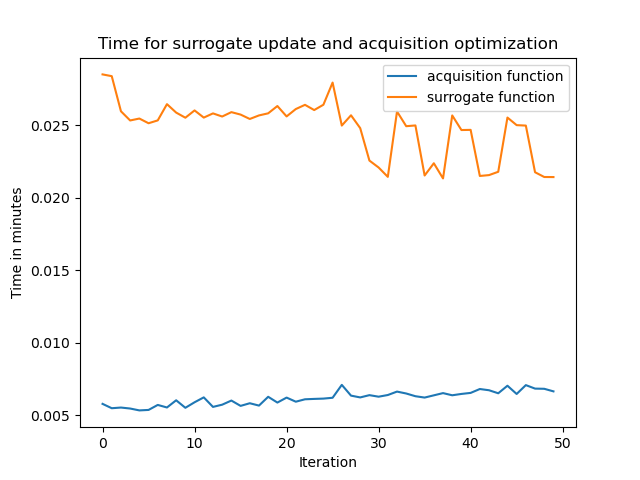 Time for surrogate update and acquisition optimization
acquisition function
surrogate function
Time in minutes
0.025
0.020
0.015
0.010
0.005
0 10 20 30 40 50
Iteration